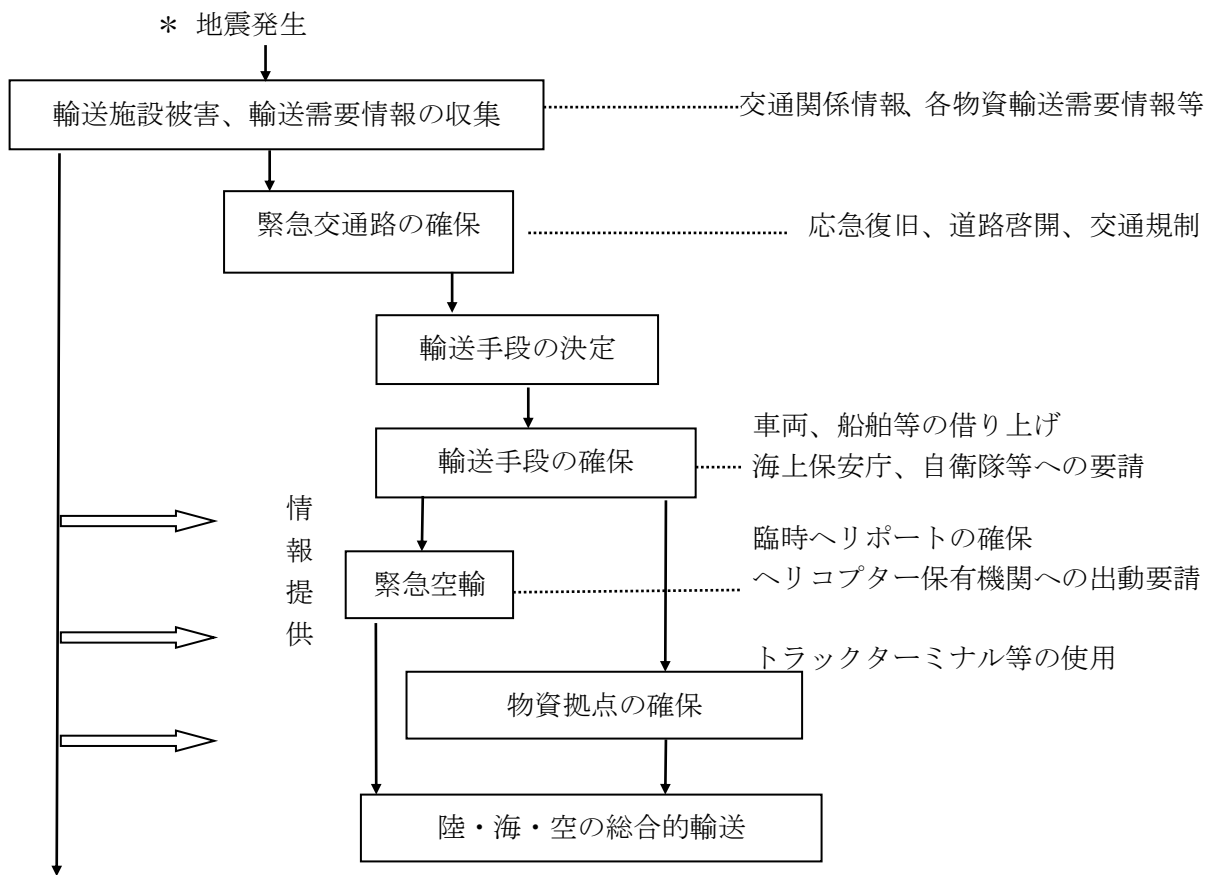 ＊ 地震発生
輸送施設被害、輸送需要情報の収集
交通関係情報、各物資輸送需要情報等
緊急交通路の確保
応急復旧、道路啓開、交通規制
輸送手段の決定
輸送手段の確保
車両、船舶等の借り上げ
海上保安庁、自衛隊等への要請
情報提供
緊急空輸
臨時ヘリポートの確保
ヘリコプター保有機関への出動要請
トラックターミナル等の使用
物資拠点の確保
陸・海・空の総合的輸送